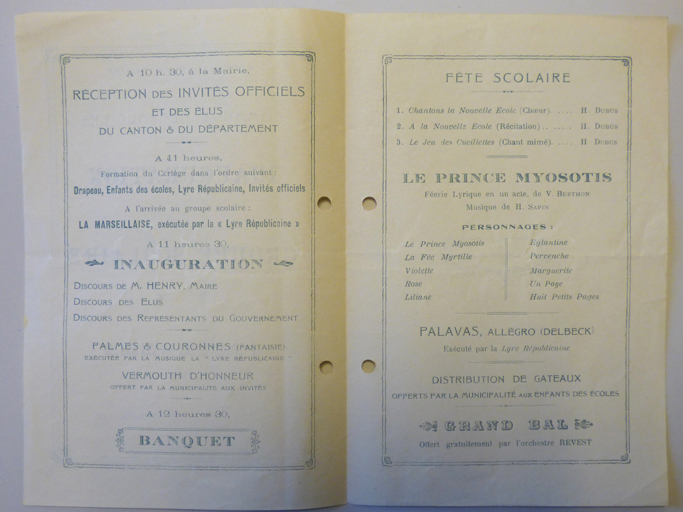 A 10 h. 30, à la Mairie,
RÉCEPTION DES INVITÉS OFFICIELS
ET DES ÉLUS
DU CANTON & DU DÉPARTEMENT
A 11 heures,
Formation du Cortège dans l'ordre suivant :
Drapeau, Enfants des écoles, Lyre Républicaine, Invités officiels
A l'arrivée au groupe scolaire :
LA MARSEILLAISE, exécutée par la « Lyre Républicaine »
A 11 heures 30,
INAUGURATION
DISCOURS DE M. HENRY, MAIRE
DISCOURS DES ELUS
DISCOURS DES REPRÉSENTANTS DU GOUVERNEMENT
PALMES & COURONNES (FANTAISIE)
EXÉCUTÉE PAR LA MUSIQUE LA "LYRE RÉPUBLICAINE"
VERMOUTH D'HONNEUR
OFFERT PAR LA MUNICIPALITÉ AUX INVITÉS
A 12 heures 30,
BANQUET
FÊTE SCOLAIRE
1. Chantons la Nouvelle Ecole (Chœur). .... H. Dubus
2. A la Nouvelle Ecole (Récitation).. .... H. Dubus
3. Le Jeu des Cueillettes (Chant mimé). .... H. Dubus
LE PRINCE MYOSOTIS
Féerie Lyrique en un acte, de V. Berthon
Musique de H. Sapin
PERSONNAGES :
Le Prince Myosotis Églantine
La Fée Myrtille Pervenche
Violette Marguerite
Rose Un Page
Liliane Huit Petits Pages
PALAVAS, ALLEGRO (DELBECK)
Exécuté par la Lyre Républicaine
DISTRIBUTION DE GATEAUX
OFFERTS PAR LA MUNICIPALITÉ AUX ENFANTS DES ÉCOLES
GRAND BAL
Offert gratuitement par l'orchestre REVEST